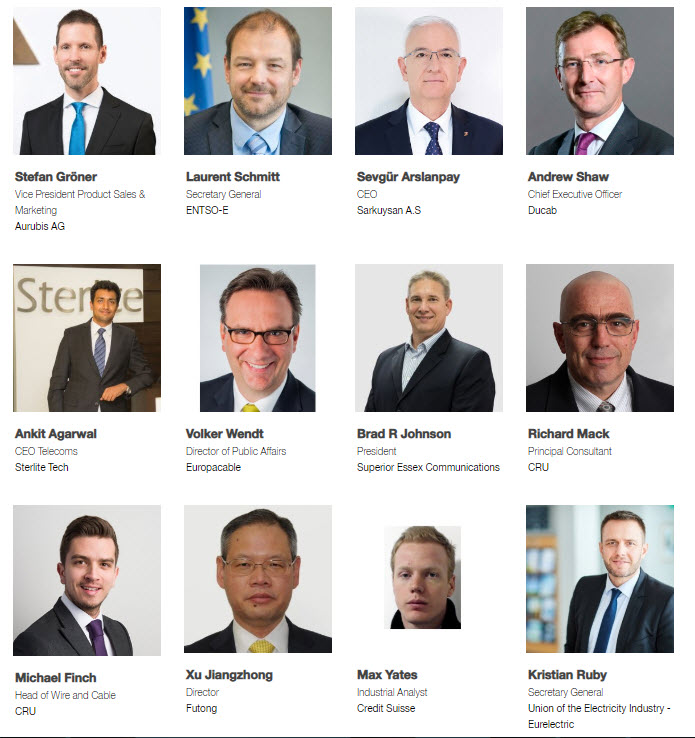 Stefan Gröner
Vice President Product Sales &
Marketing
Aurubis AG
Laurent Schmitt
Secretary General
ENTSO-E
Sevgür Arslanpay
CEO
Sarkuysan A.S
Andrew Shaw
Chief Executive Officer
Ducab
Sterlite
Ankit Agarwal
CEO Telecoms
Sterlite Tech
Volker Wendt
Director of Public Affairs
Europacable
Brad R Johnson
President
Superior Essex Communications
Richard Mack
Principal Consultant
CRU
Michael Finch
Head of Wire and Cable
CRU
Xu Jiangzhong
Director
Futong
Max Yates
Industrial Analyst
Credit Suisse
Kristian Ruby
Secretary General
Union of the Electricity Industry -
Eurelectric